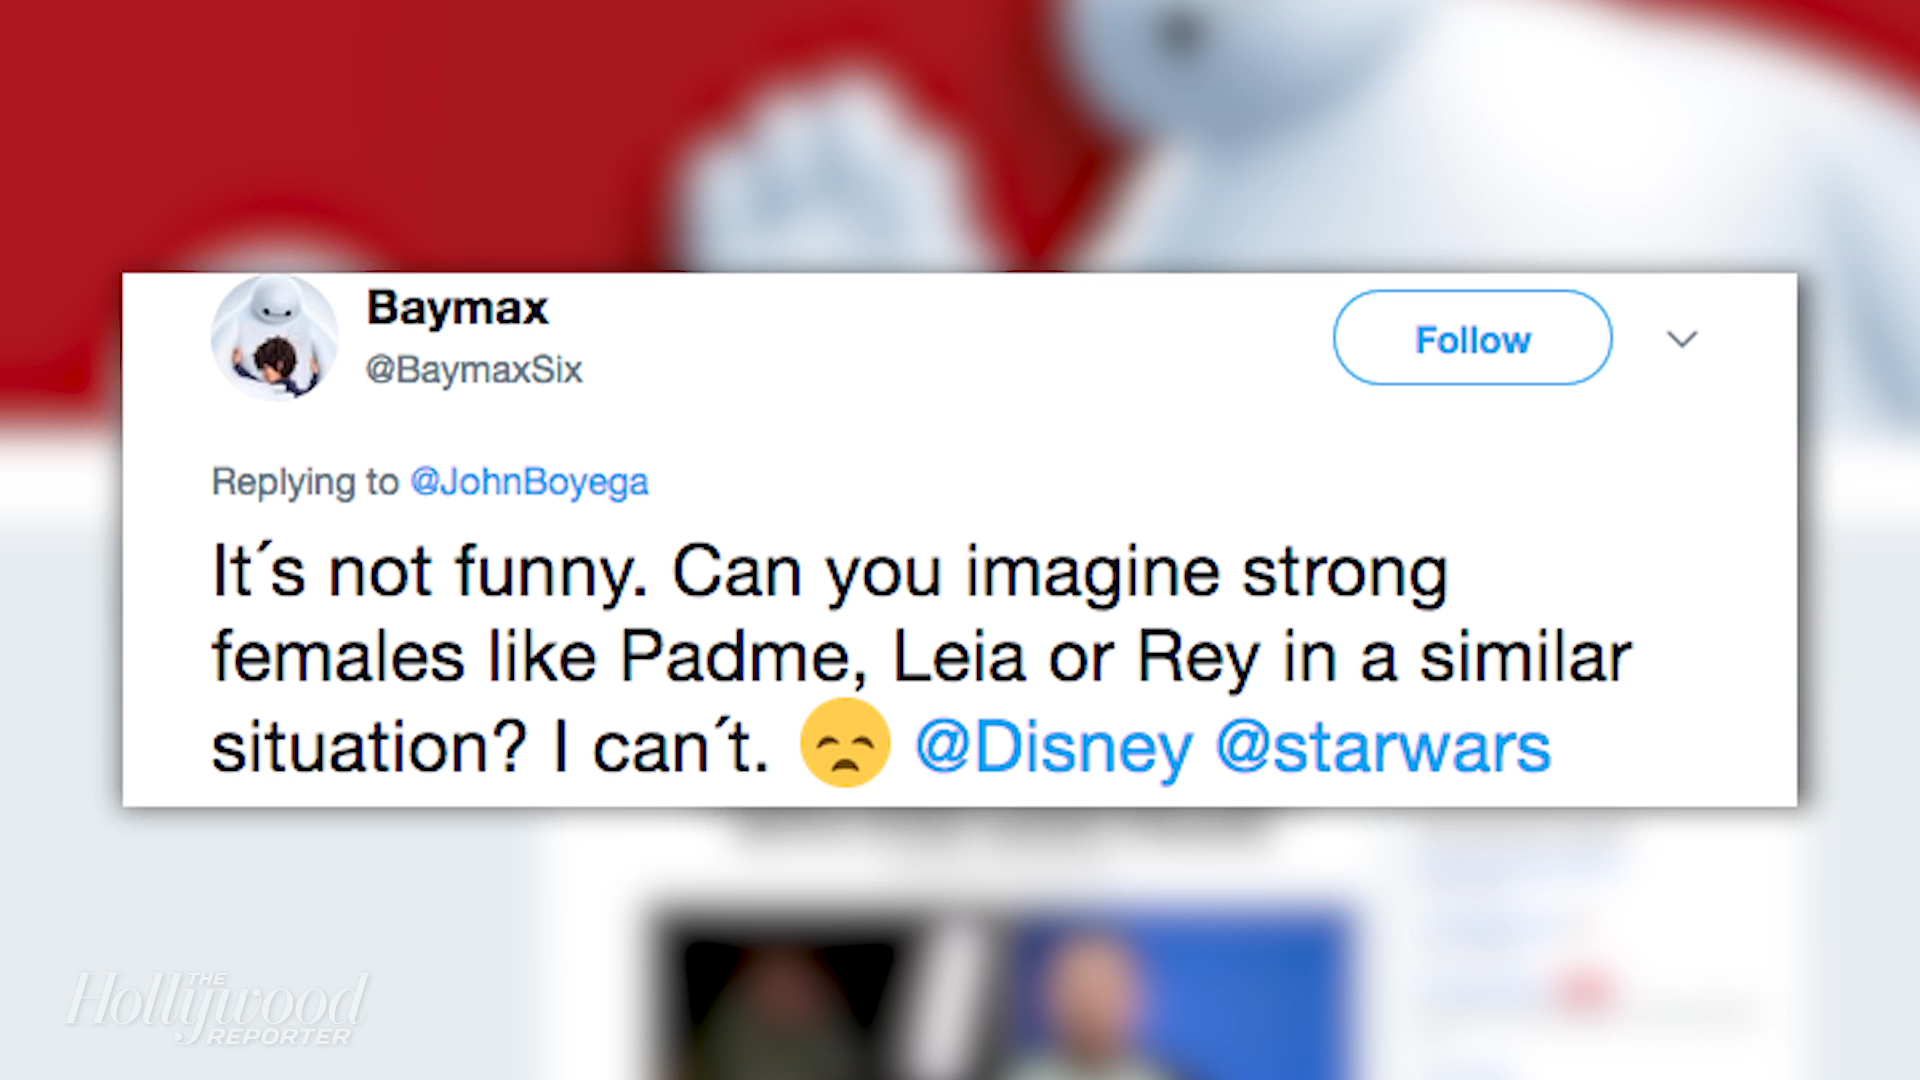 Baymax
@BaymaxSix
Follow
Replying to @JohnBoyega
It´s not funny. Can you imagine strong
females like Padme, Leia or Rey in a similar
situation? I can´t. 😞 @Disney @starwars
THE
Hollywood
REPORTER